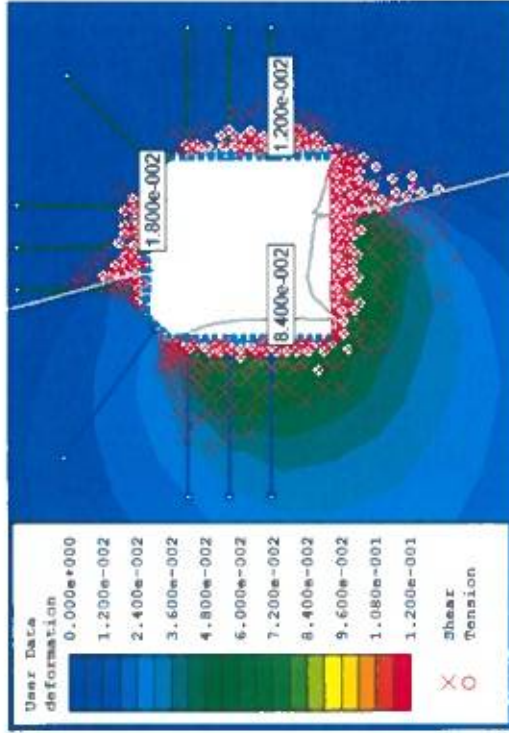 User Data
deformation
0.000e+000
1.200e-002
2.400e-002
3.600e-002
4.800e-002
6.000e-002
7.200e-002
8.400e-002
9.600e-002
1.080e-001
1.200e-001
Shear
Tension
1.800e-002
8.400e-002
1.200e-002